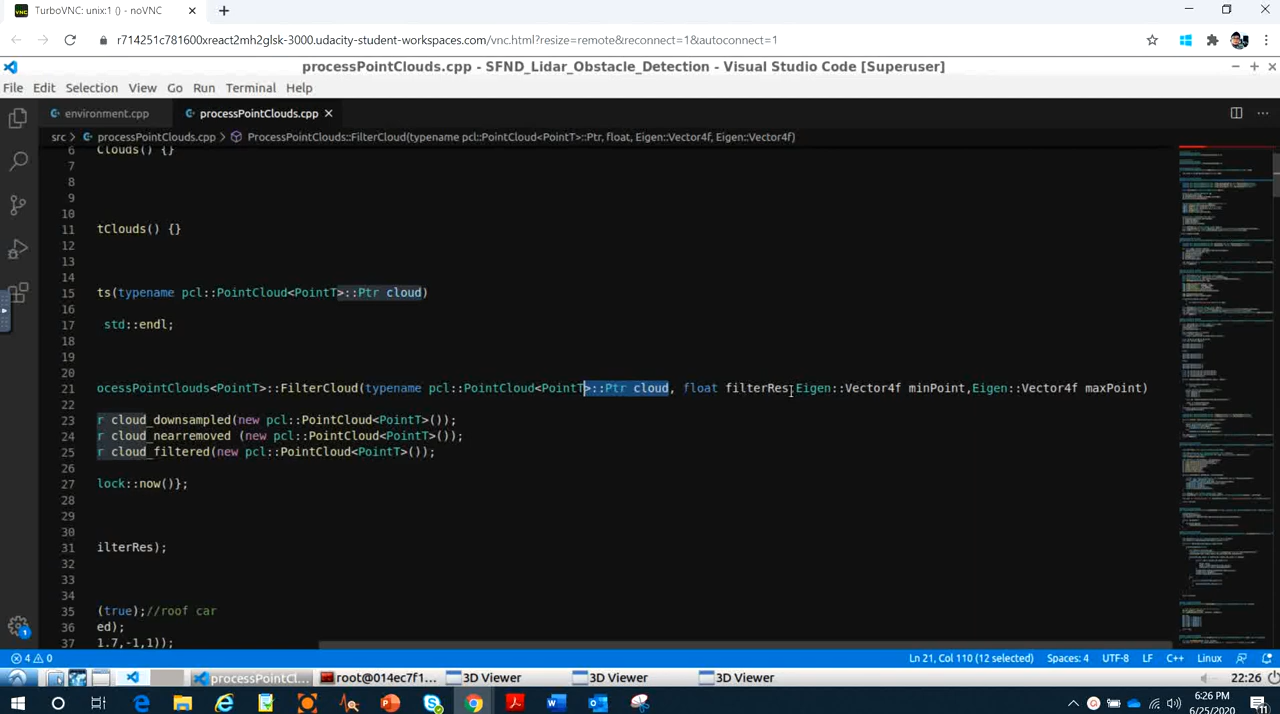 TurboVNC: unix:1 () - noVNC
r714251c781600xreact2mh2glsk-3000.udacity-student-workspaces.com/vnc.html?resize=remote&reconnect=1&autoconnect=1
processPointClouds.cpp - SFND_Lidar_Obstacle_Detection - Visual Studio Code [Superuser]
File Edit Selection View Go Run Terminal Help
environment.cpp processPointClouds.cpp
src > processPointClouds.cpp > ProcessPointClouds::FilterCloud(typename pcl::PointCloud<PointT>::Ptr, float, Eigen::Vector4f, Eigen::Vector4f)
6 Clouds() {}
7
8
9
10
11 tClouds() {}
12
13
14
15 ts(typename pcl::PointCloud<PointT>::Ptr cloud)
16
17 std::endl;
18
19
20
21 ocessPointClouds<PointT>::FilterCloud(typename pcl::PointCloud<PointT>::Ptr cloud, float filterRes,Eigen::Vector4f minPoint,Eigen::Vector4f maxPoint)
22
23 r cloud_downsampled(new pcl::PointCloud<PointT>());
24 r cloud_nearremoved (new pcl::PointCloud<PointT>());
25 r cloud_filtered(new pcl::PointCloud<PointT>());
26
27 lock::now()};
28
29
30
31 ilterRes);
32
33
34
35 (true);//roof car
36 ed);
37 1.7,-1,1));
4 0 Ln 21, Col 110 (12 selected) Spaces: 4 UTF-8 LF C++ Linux
processPointCl... root@014ec7f1... 3D Viewer 3D Viewer 3D Viewer 22:26
6:26 PM
6/25/2020